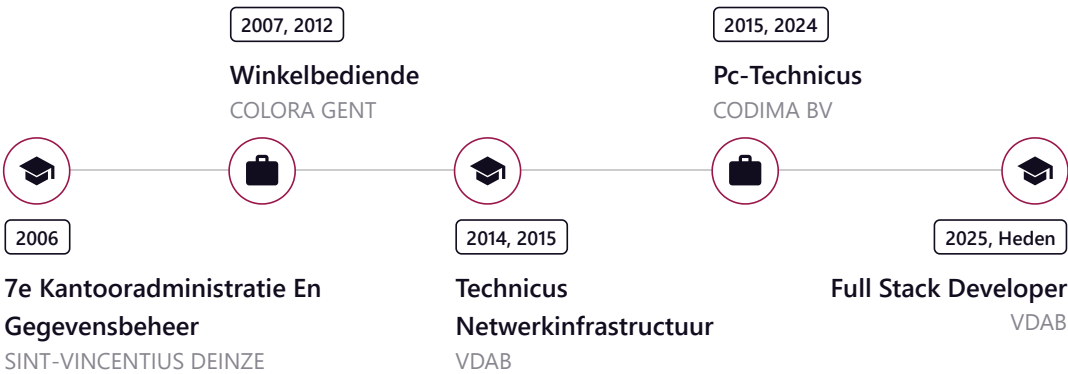 2007, 2012
Winkelbediende
COLORA GENT
2015, 2024
Pc-Technicus
CODIMA BV
2006
7e Kantooradministratie En
Gegevensbeheer
SINT-VINCENTIUS DEINZE
2014, 2015
Technicus
Netwerkinfrastructuur
VDAB
2025, Heden
Full Stack Developer
VDAB